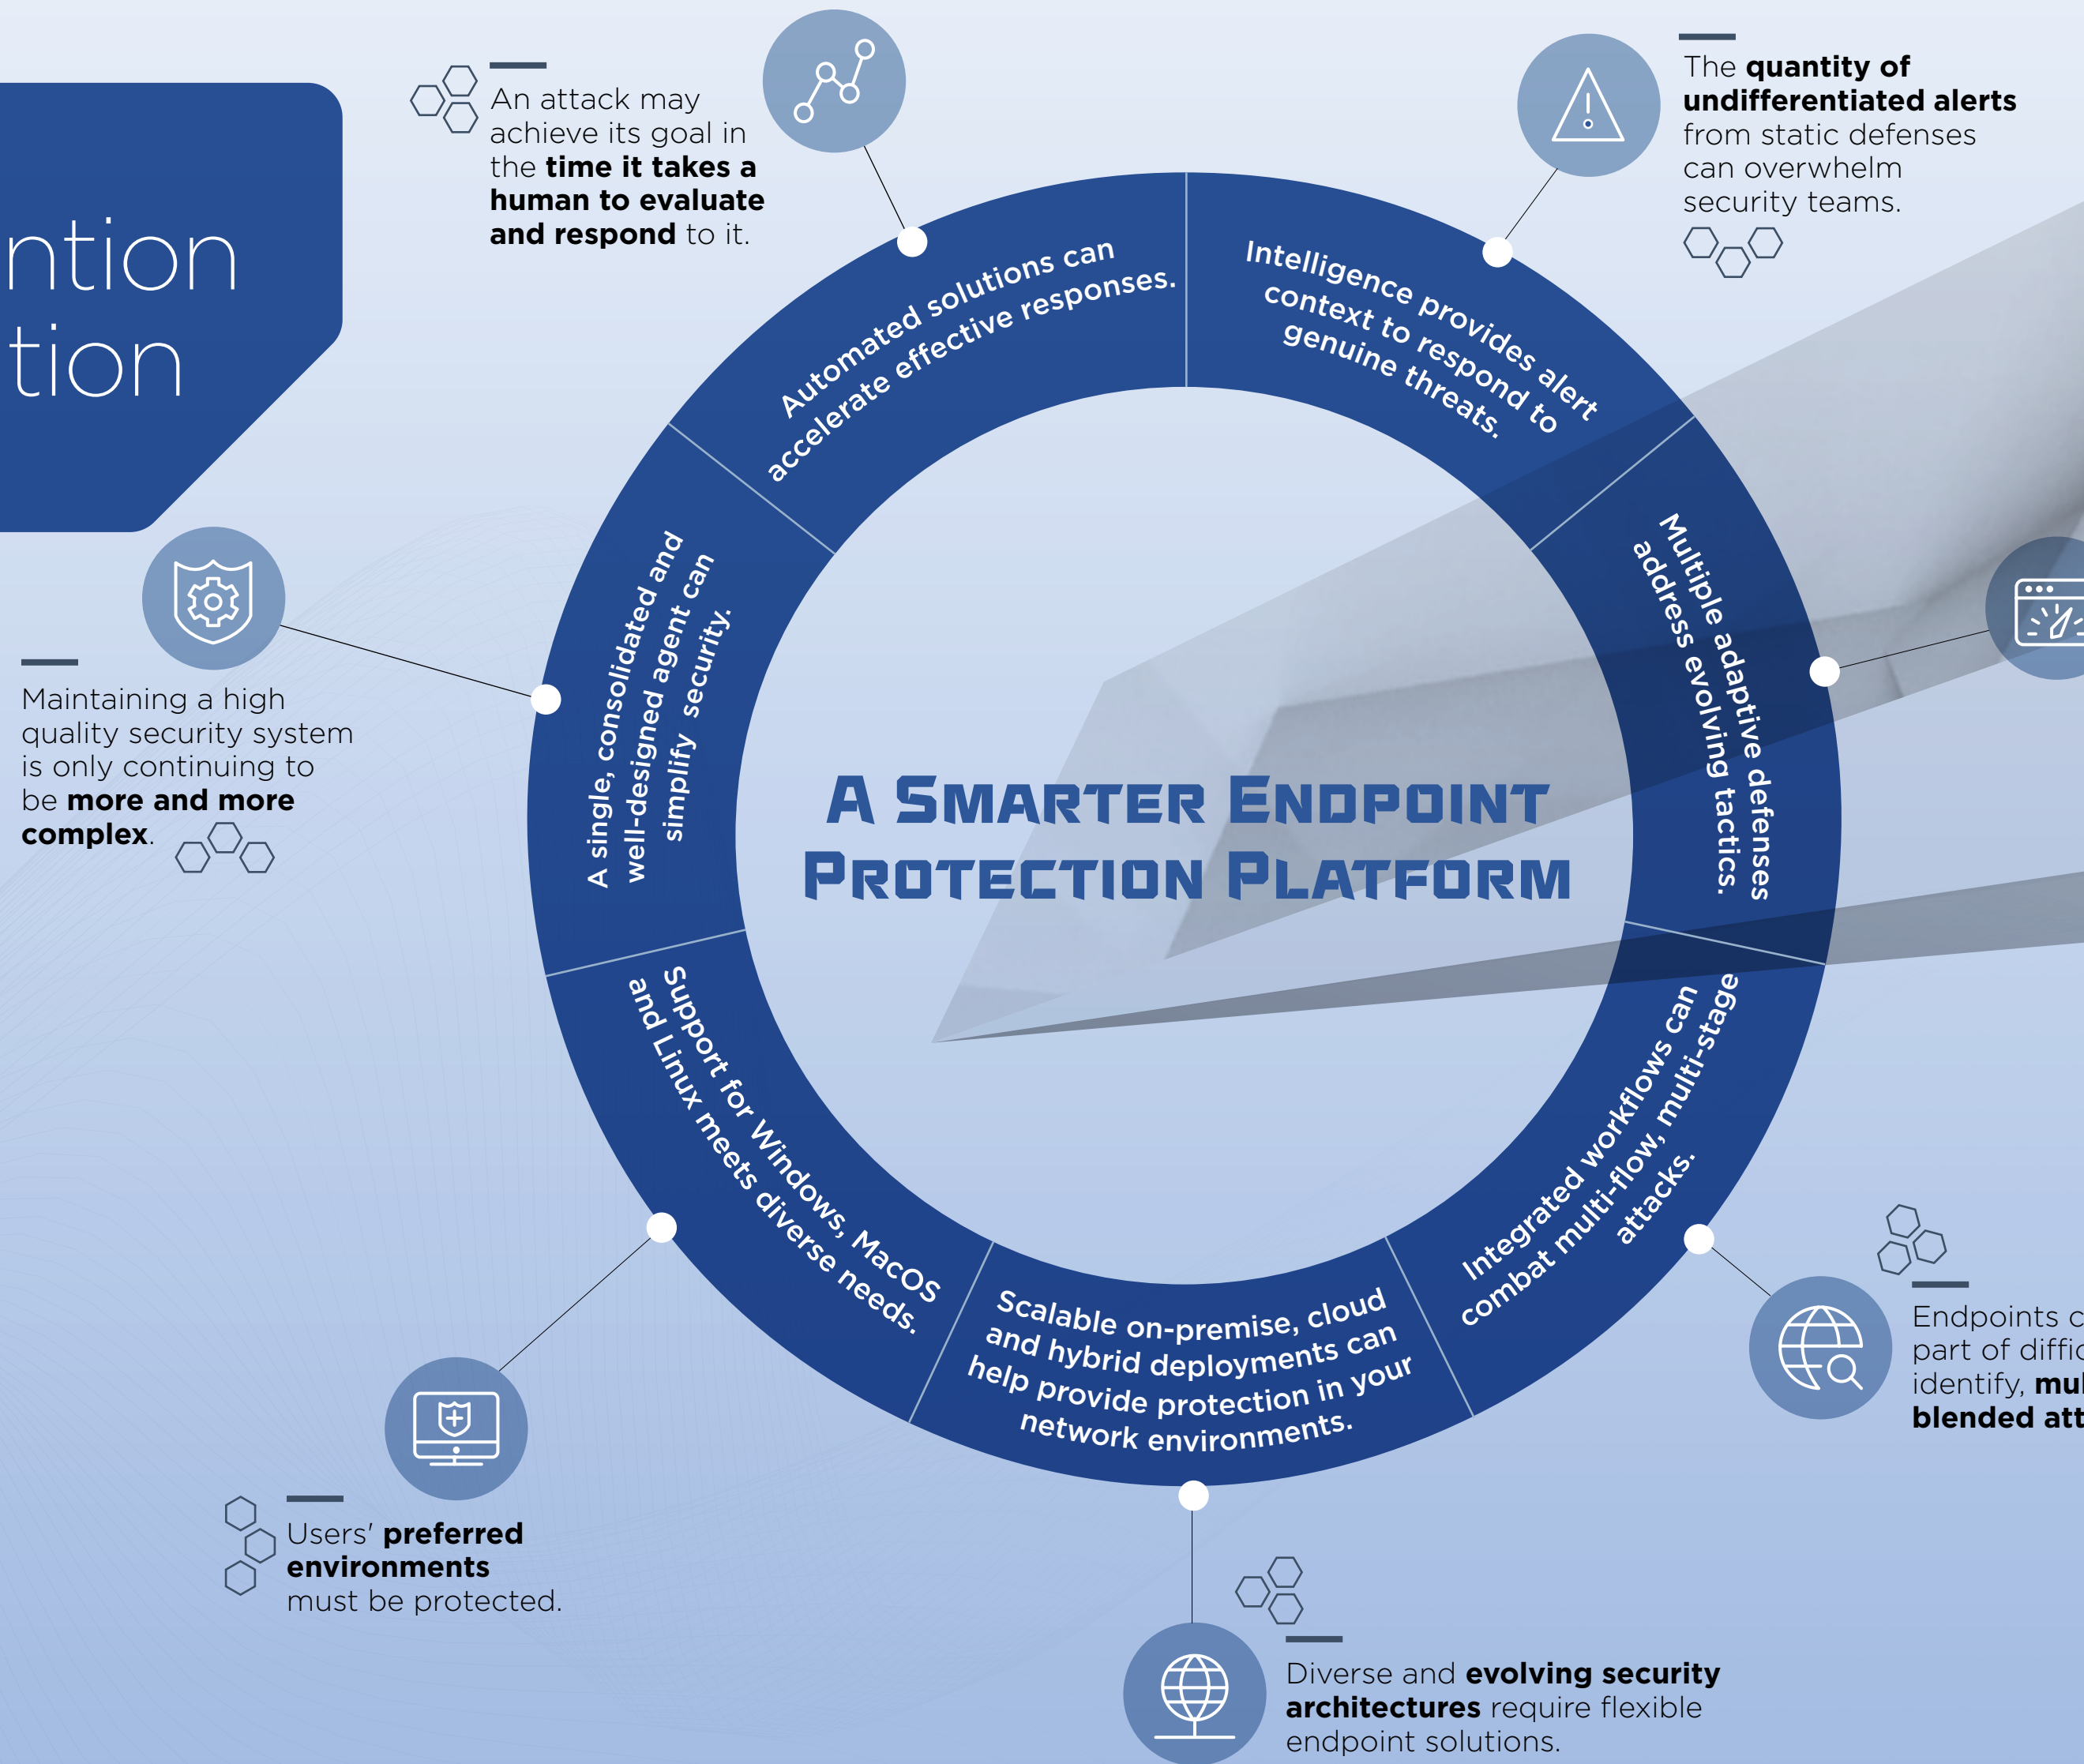 ntion
tion
An attack may
achieve its goal in
the time it takes a
human to evaluate
and respond to it.
The quantity of
undifferentiated alerts
from static defenses
can overwhelm
security teams.
Automated solutions can
accelerate effective responses.
Intelligence provides alert
context to respond to
genuine threats.
Multiple adaptive defenses
address evolving tactics.
A single, consolidated and
well-designed agent can
simplify security.
Maintaining a high
quality security system
is only continuing to
be more and more
complex.
A Smarter Endpoint
Protection Platform
Support for Windows, MacOS
and Linux meets diverse needs.
Integrated workflows can
combat multi-flow, multi-stage
attacks.
Scalable on-premise, cloud
and hybrid deployments can
help provide protection in your
network environments.
Endpoints c
part of diffic
identify, mul
blended att
Users' preferred
environments
must be protected.
Diverse and evolving security
architectures require flexible
endpoint solutions.